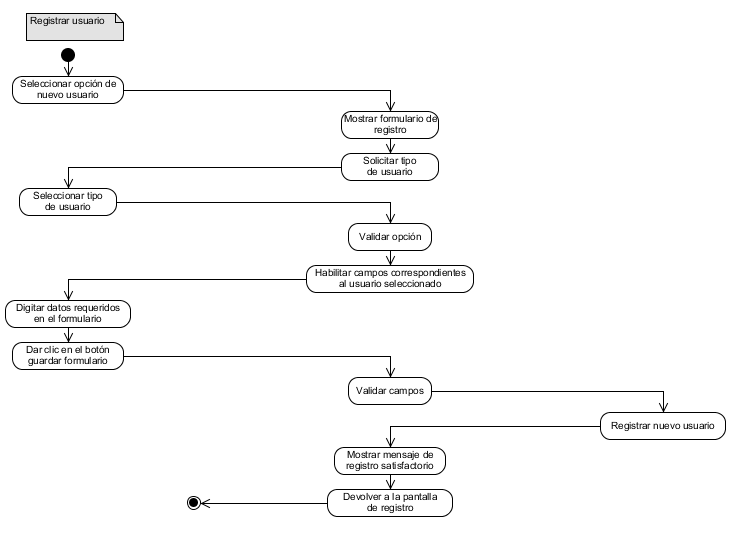 Registrar usuario
Seleccionar opción de
nuevo usuario
Mostrar formulario de
registro
Solicitar tipo
de usuario
Seleccionar tipo
de usuario
Validar opción
Habilitar campos correspondientes
al usuario seleccionado
Digitar datos requeridos
en el formulario
Dar clic en el botón
guardar formulario
Validar campos
Registrar nuevo usuario
Mostrar mensaje de
registro satisfactorio
Devolver a la pantalla
de registro